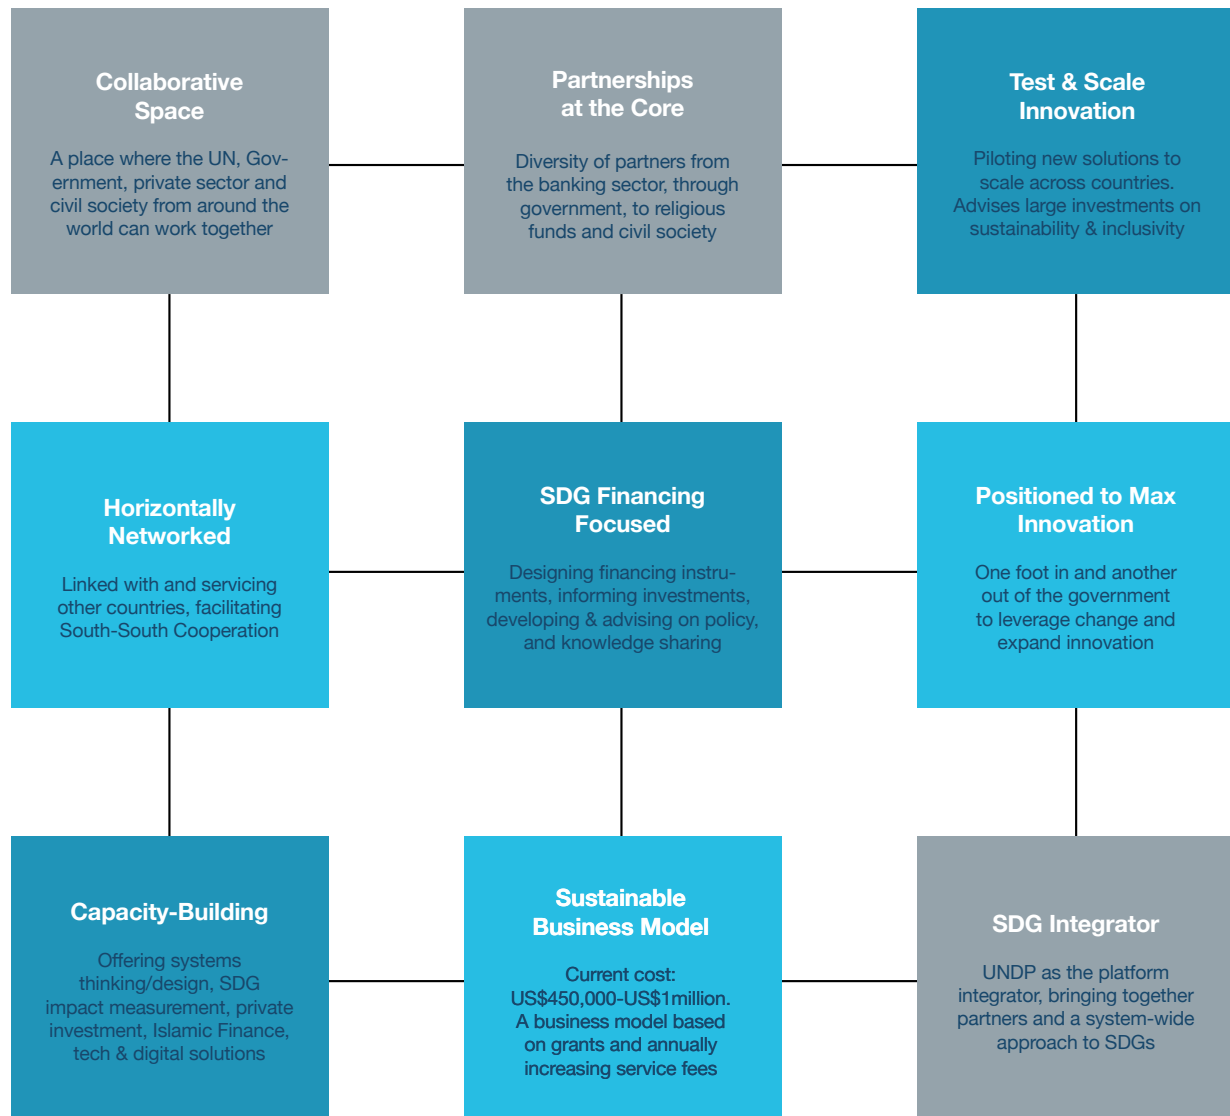 Collaborative
Space
A place where the UN, Gov-
ernment, private sector and
civil society from around the
world can work together
Partnerships
at the Core
Diversity of partners from
the banking sector, through
government, to religious
funds and civil society
Test & Scale
Innovation
Piloting new solutions to
scale across countries.
Advises large investments on
sustainability & inclusivity
Horizontally
Networked
Linked with and servicing
other countries, facilitating
South-South Cooperation
SDG Financing
Focused
Designing financing instru-
ments, informing investments,
developing & advising on policy,
and knowledge sharing
Positioned to Max
Innovation
One foot in and another
out of the government
to leverage change and
expand innovation
Capacity-Building
Offering systems
thinking/design, SDG
impact measurement, private
investment, Islamic Finance,
tech & digital solutions
Sustainable
Business Model
Current cost:
US$450,000-US$1million.
A business model based
on grants and annually
increasing service fees
SDG Integrator
UNDP as the platform
integrator, bringing together
partners and a system-wide
approach to SDGs